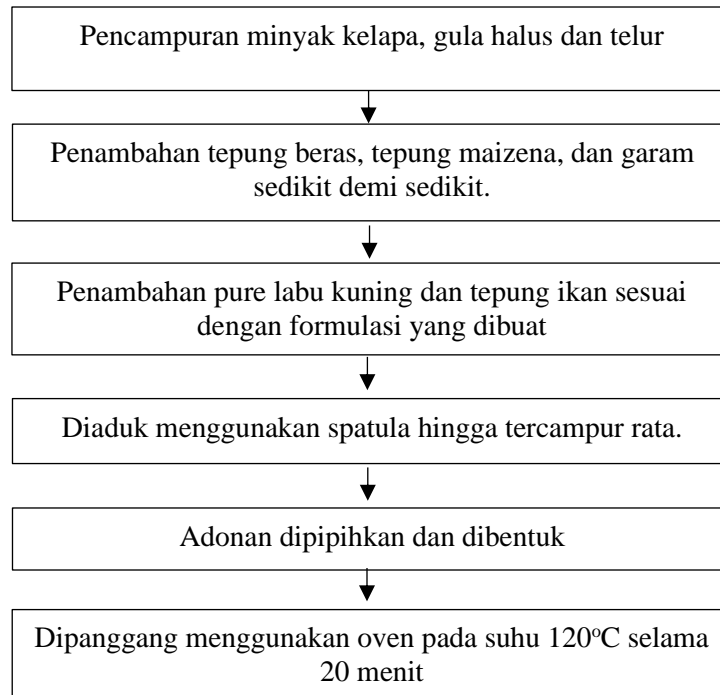 Pencampuran minyak kelapa, gula halus dan telur
Penambahan tepung beras, tepung maizena, dan garam
sedikit demi sedikit.
Penambahan pure labu kuning dan tepung ikan sesuai
dengan formulasi yang dibuat
Diaduk menggunakan spatula hingga tercampur rata.
Adonan dipipihkan dan dibentuk
Dipanggang menggunakan oven pada suhu 120°C selama
20 menit